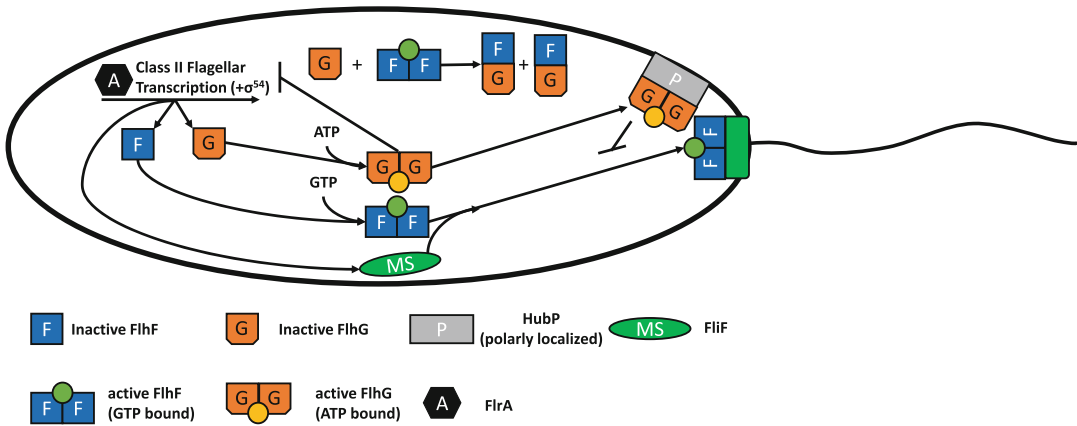 A
Class II Flagellar
Transcription (+σ⁵⁴)
G + F F F G + F G
P
G G
F F
F
G
ATP
G G
GTP
F F
MS
F Inactive FlhF
G Inactive FlhG
P HubP
(polarly localized)
MS FliF
F F active FlhF
(GTP bound)
G G active FlhG
(ATP bound)
A FlrA